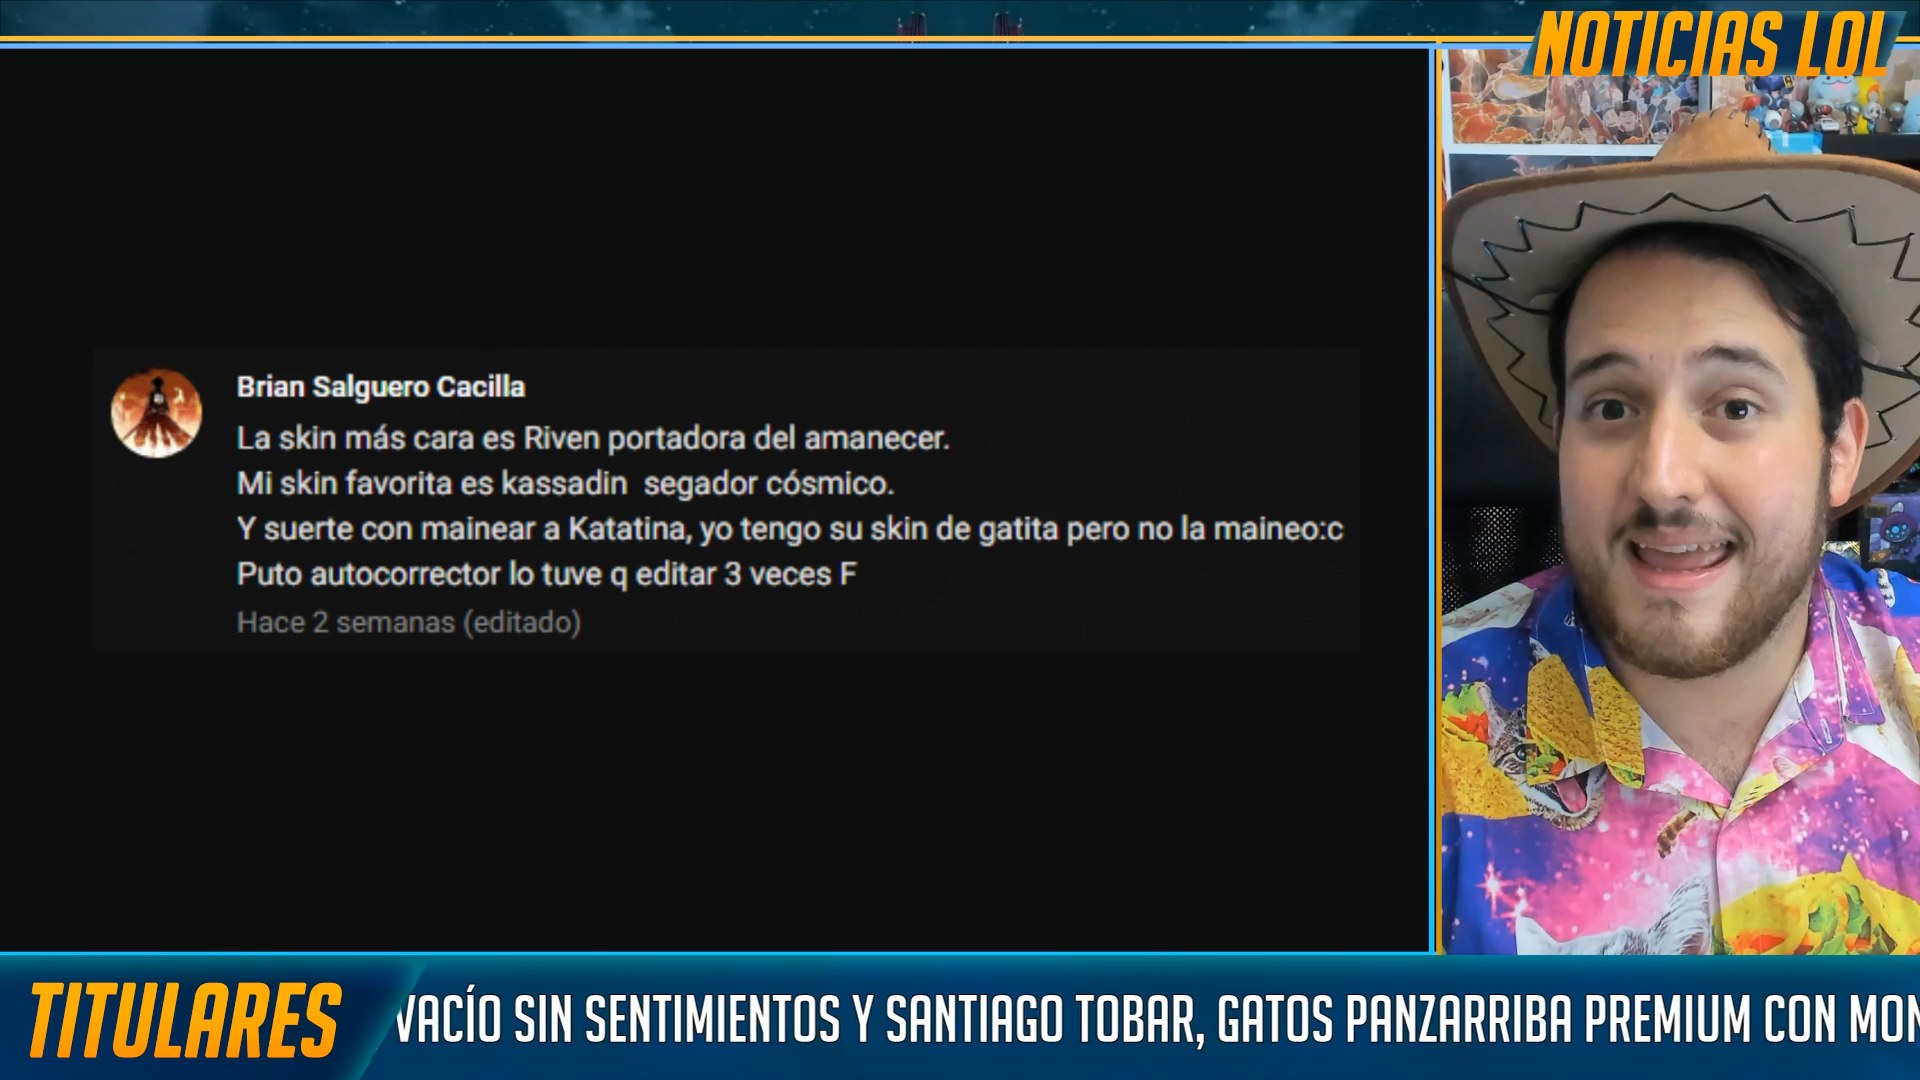 NOTICIAS LOL
Brian Salguero Cacilla
La skin más cara es Riven portadora del amanecer.
Mi skin favorita es kassadin segador cósmico.
Y suerte con mainear a Katatina, yo tengo su skin de gatita pero no la maineo:c
Puto autocorrector lo tuve q editar 3 veces F
Hace 2 semanas (editado)
TITULARES
VACÍO SIN SENTIMIENTOS Y SANTIAGO TOBAR, GATOS PANZARRIBA PREMIUM CON MON